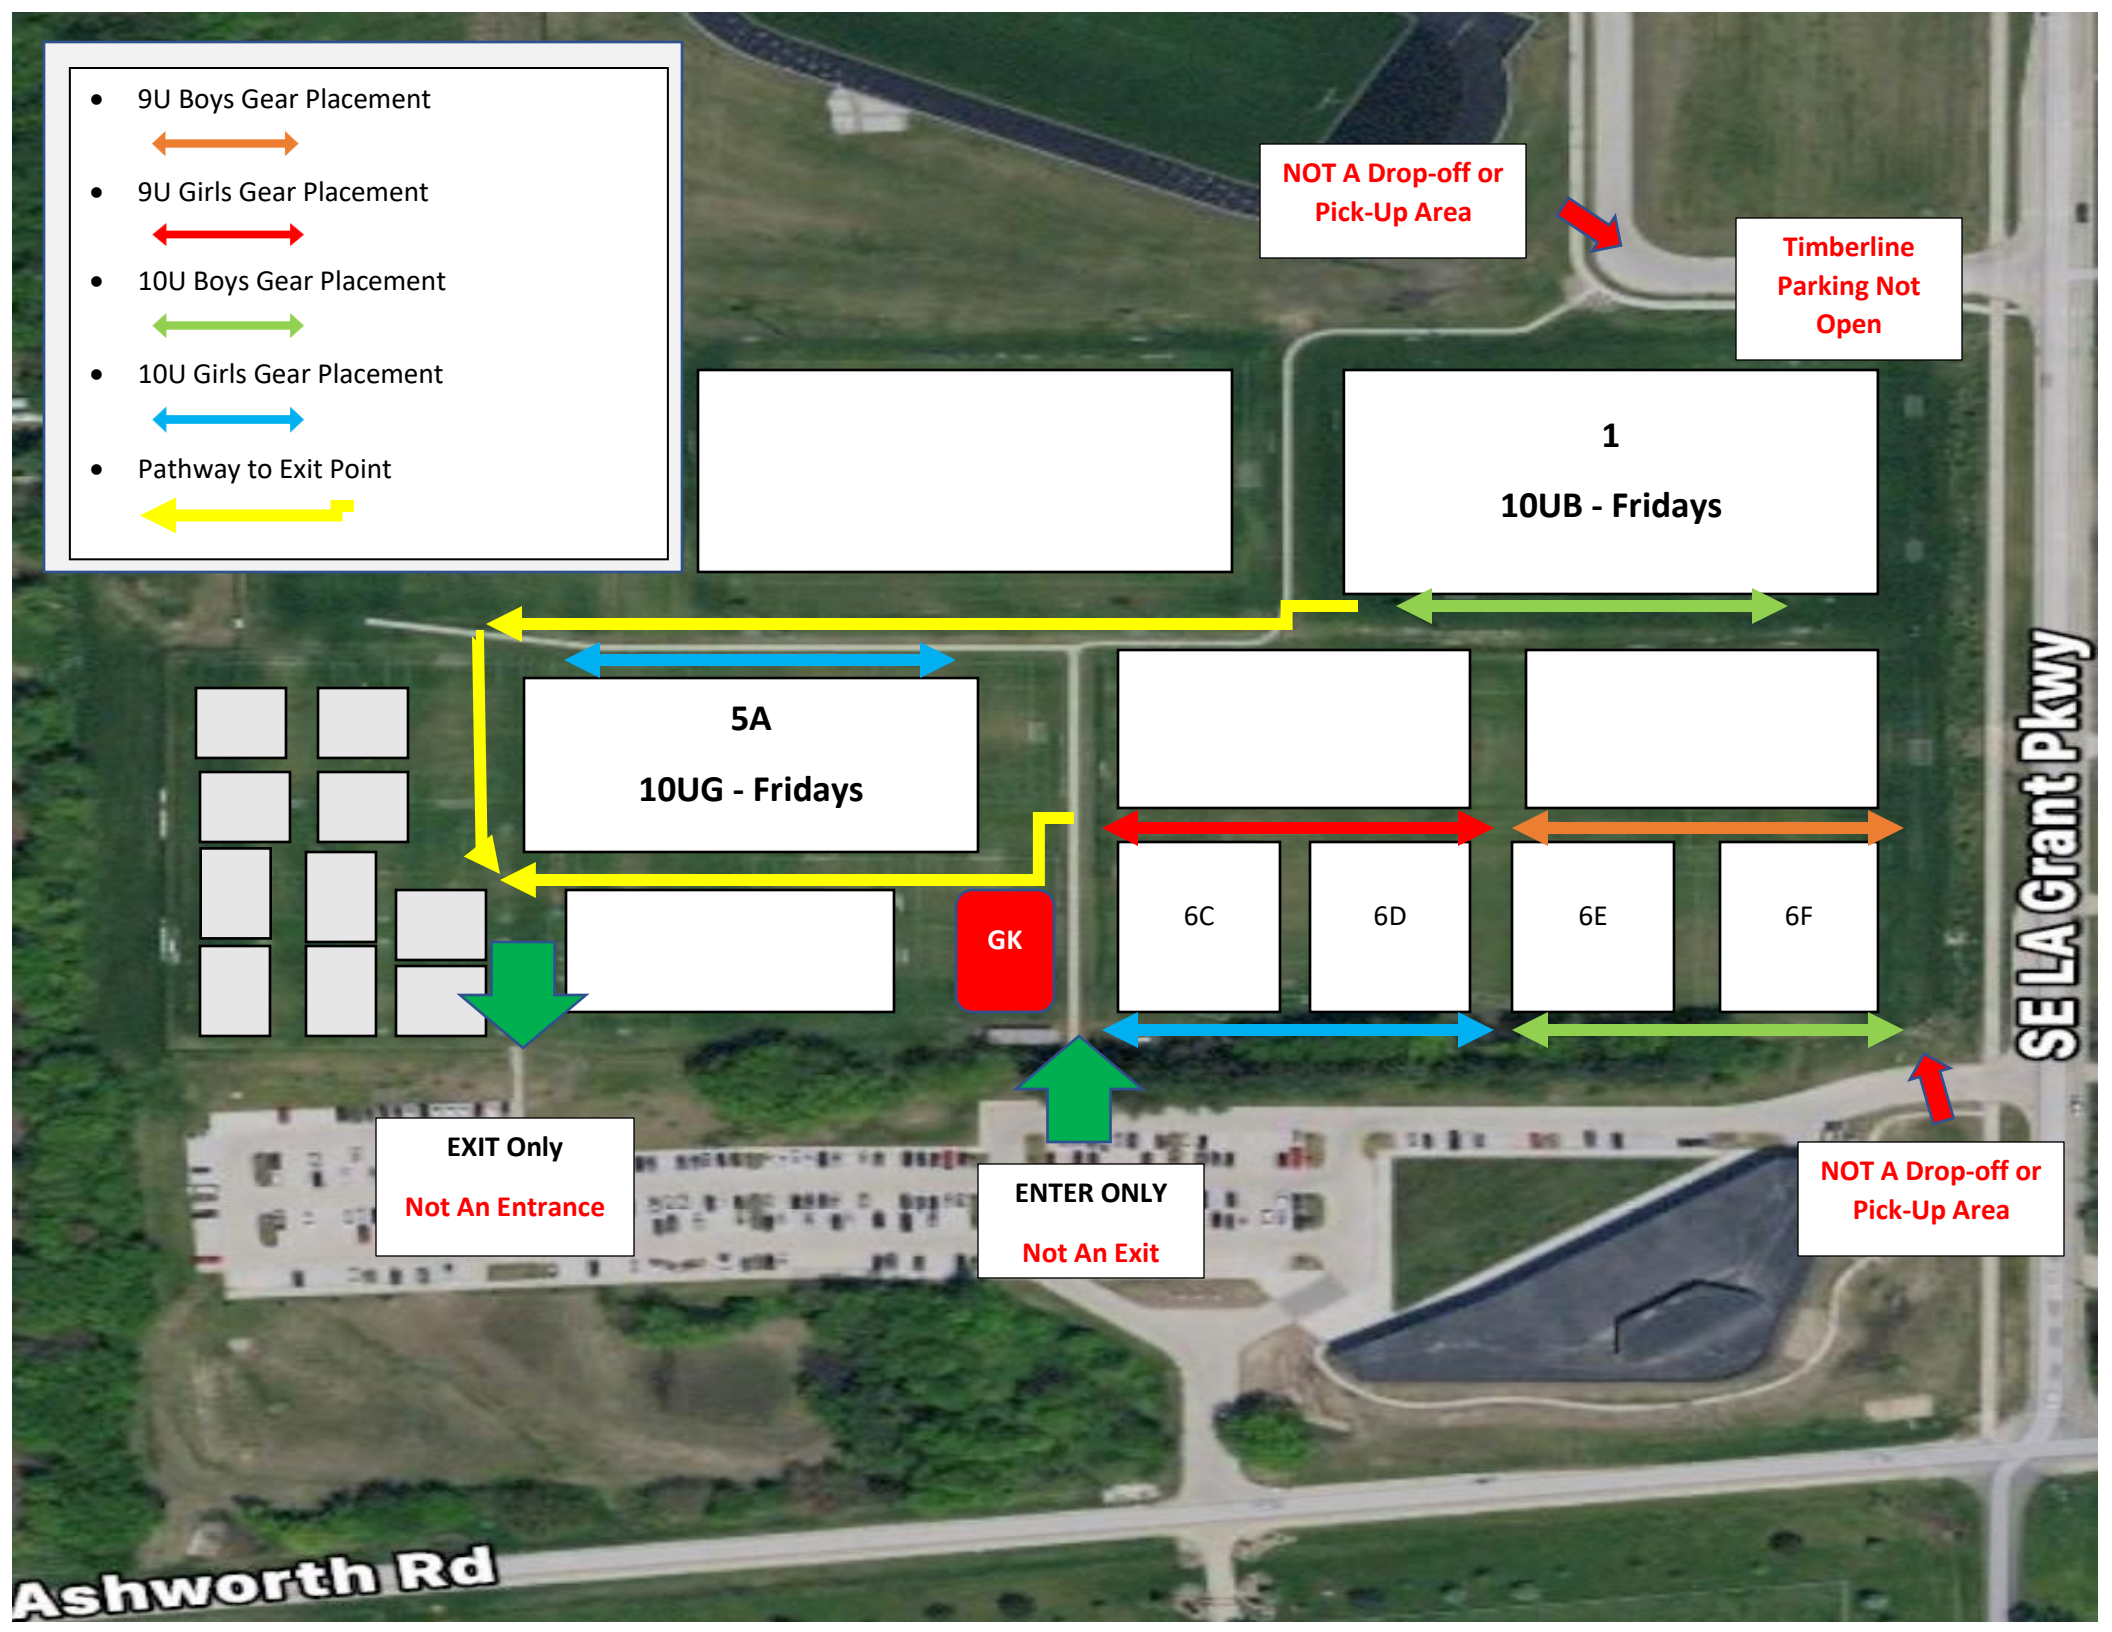 9U Boys Gear Placement
9U Girls Gear Placement
10U Boys Gear Placement
10U Girls Gear Placement
Pathway to Exit Point
NOT A Drop-off or
Pick-Up Area
Timberline
Parking Not
Open
1
10UB - Fridays
5A
10UG - Fridays
GK
6C
6D
6E
6F
SE LA Grant Pkwy
EXIT Only
Not An Entrance
ENTER ONLY
Not An Exit
NOT A Drop-off or
Pick-Up Area
Ashworth Rd